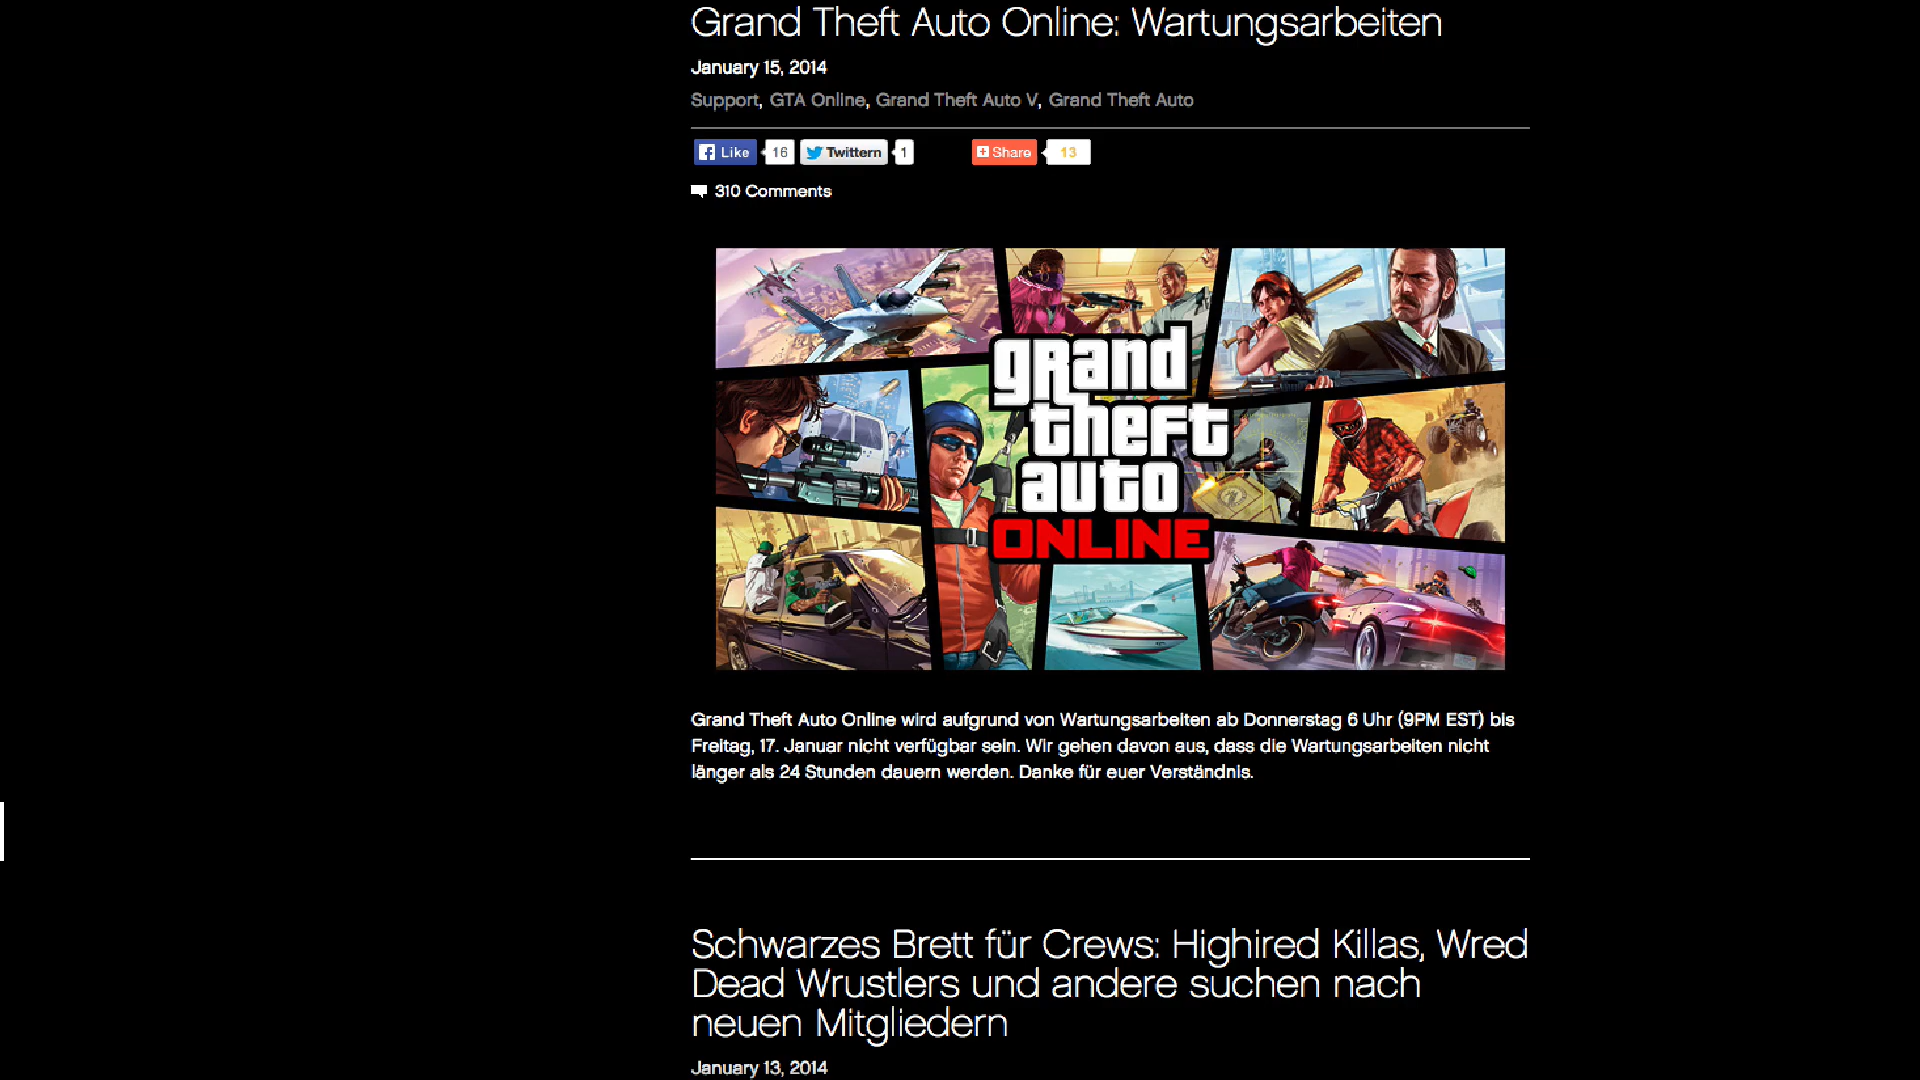 Grand Theft Auto Online: Wartungsarbeiten
January 15, 2014
Support, GTA Online, Grand Theft Auto V, Grand Theft Auto
Like 16 Twittern 1 Share 13
310 Comments
grand
theft
auto
ONLINE
Grand Theft Auto Online wird aufgrund von Wartungsarbeiten ab Donnerstag 6 Uhr (9PM EST) bis
Freitag, 17. Januar nicht verfügbar sein. Wir gehen davon aus, dass die Wartungsarbeiten nicht
länger als 24 Stunden dauern werden. Danke für euer Verständnis.
Schwarzes Brett für Crews: Highired Killas, Wred
Dead Wrustlers und andere suchen nach
neuen Mitgliedern
January 13, 2014